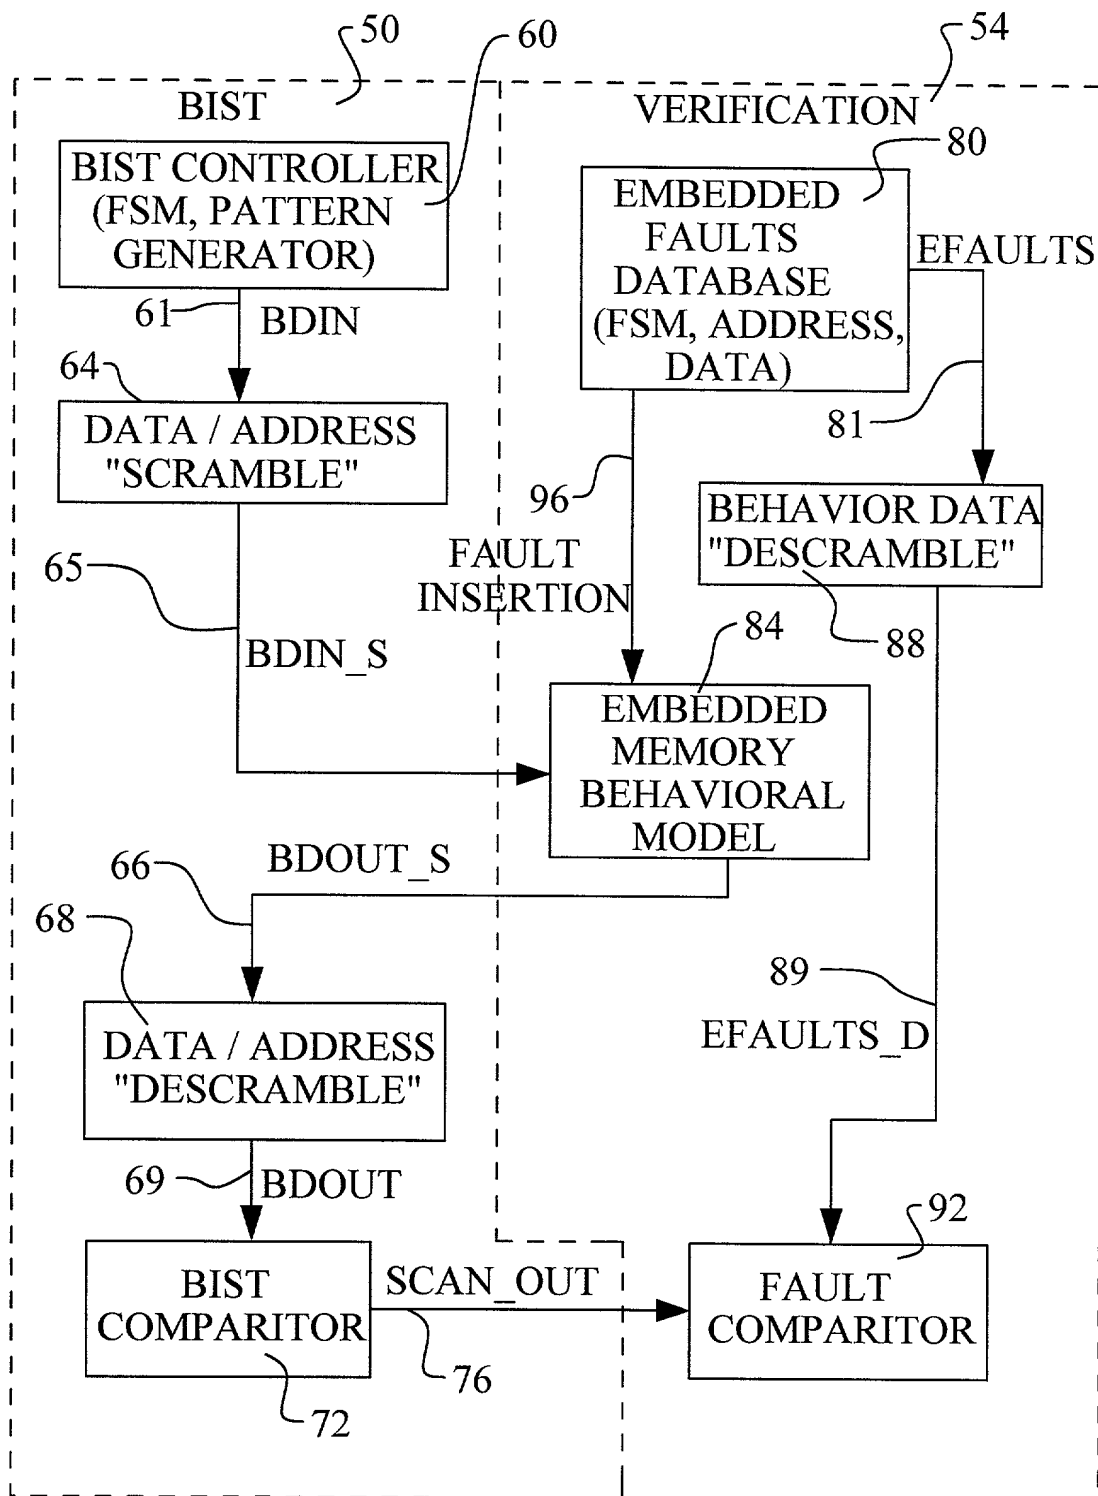 50
60
54
BIST
VERIFICATION
BIST CONTROLLER
(FSM, PATTERN
GENERATOR)
80
EMBEDDED
FAULTS
DATABASE
(FSM, ADDRESS,
DATA)
EFAULTS
61
BDIN
64
DATA / ADDRESS
"SCRAMBLE"
81
96
BEHAVIOR DATA
"DESCRAMBLE"
65
FAULT
INSERTION
84
88
BDIN_S
EMBEDDED
MEMORY
BEHAVIORAL
MODEL
BDOUT_S
66
68
89
DATA / ADDRESS
"DESCRAMBLE"
EFAULTS_D
69
BDOUT
92
BIST
COMPARITOR
SCAN_OUT
FAULT
COMPARITOR
76
72